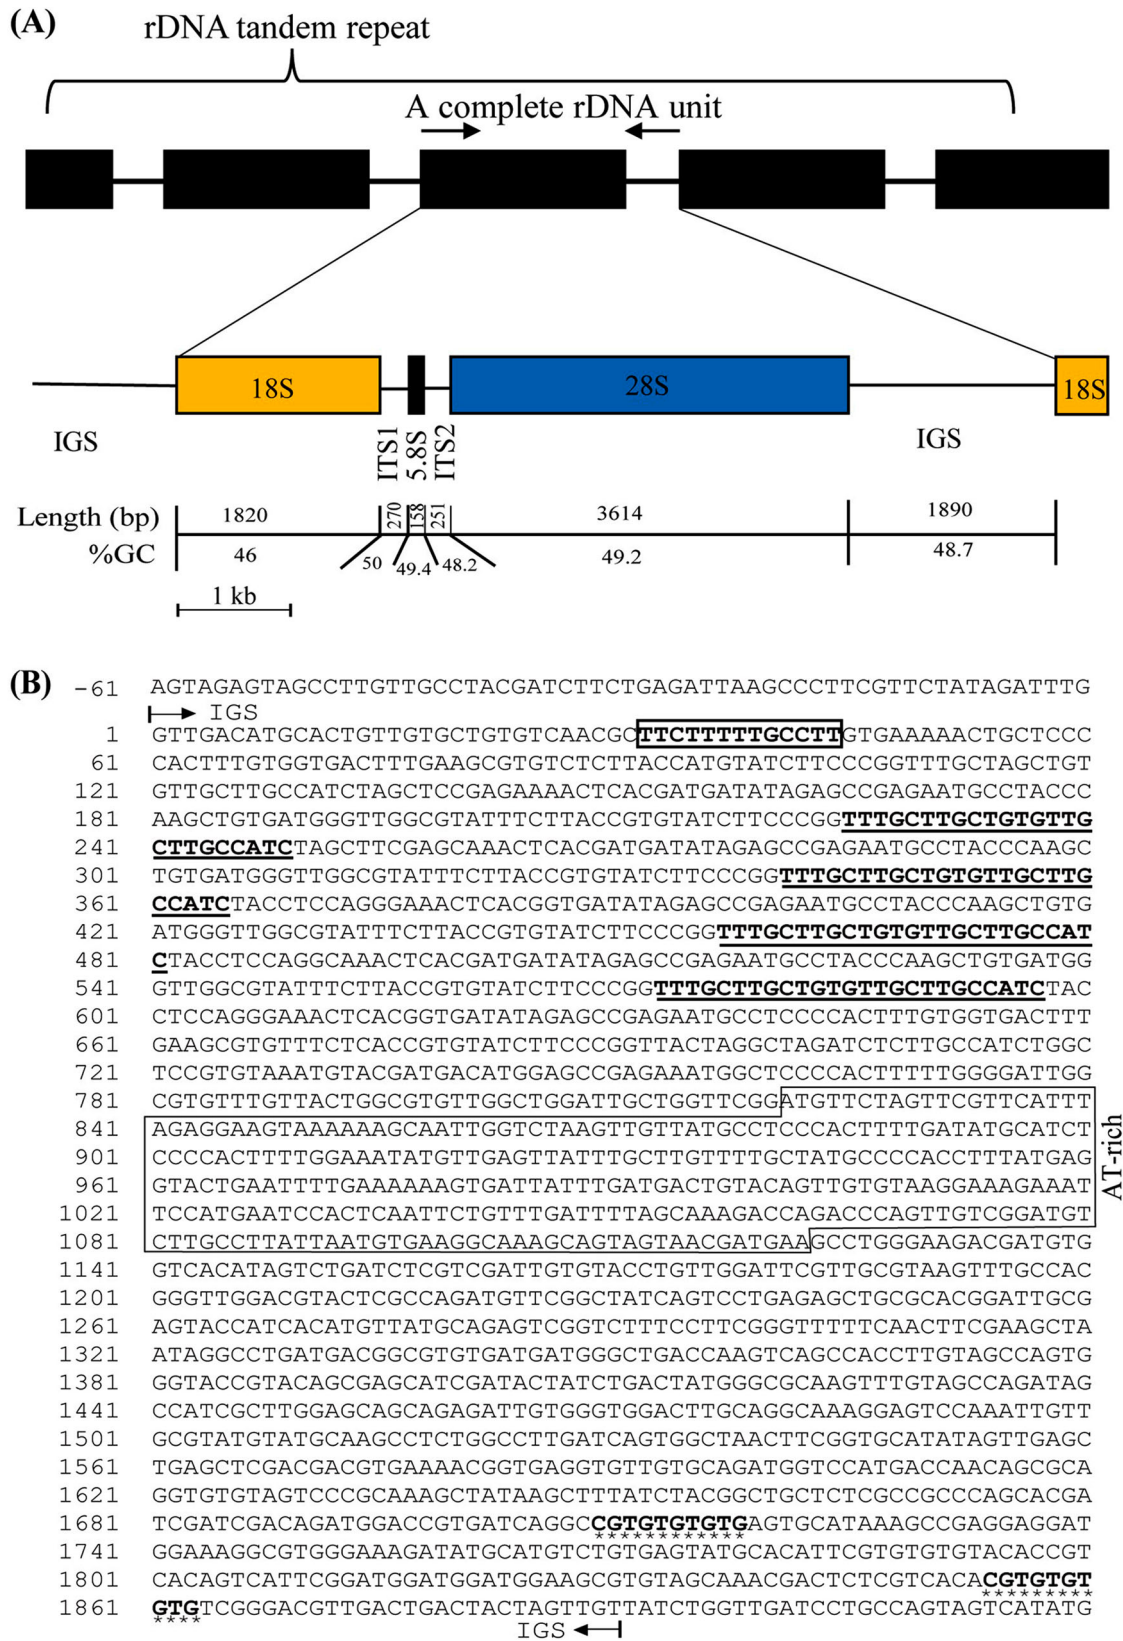 (A)
rDNA tandem repeat
A complete rDNA unit
18S
28S
18S
IGS
ITS1
5.8S
ITS2
IGS
Length (bp)
1820
270
158
251
3614
1890
%GC
46
50
49.4
48.2
49.2
48.7
1 kb
(B)
-61 AGTAGAGTAGCCTTGTTGCCTACGATCTTCTGAGATTAAGCCCTTCGTTCTATAGATTTG
IGS
1 GTTGACATGCACTGTTGTGCTGTGTCAACGCTTCTTTTTGCCTTGTGAAAAACTGCTCCC
61 CACTTTGTGGTGACTTTGAAGCGTGTCTCTTACCATGTATCTTCCCGGTTTGCTAGCTGT
121 GTTGCTTGCCATCTAGCTCCGAGAAAACTCACGATGATATAGAGCCGAGAATGCCTACCC
181 AAGCTGTGATGGGTTGGCGTATTTCTTACCGTGTATCTTCCCGGTTTGCTTGCTGTGTTG
241 CTTGCCATCTAGCTTCGAGCAAACTCACGATGATATAGAGCCGAGAATGCCTACCCAAGC
301 TGTGATGGGTTGGCGTATTTCTTACCGTGTATCTTCCCGGTTTGCTTGCTGTGTTGCTTG
361 CCATCTACCTCCAGGGAAACTCACGGTGATATAGAGCCGAGAATGCCTACCCAAGCTGTG
421 ATGGGTTGGCGTATTTCTTACCGTGTATCTTCCCGGTTTGCTTGCTGTGTTGCTTGCCAT
481 CTACCTCCAGGCAAACTCACGATGATATAGAGCCGAGAATGCCTACCCAAGCTGTGATGG
541 GTTGGCGTATTTCTTACCGTGTATCTTCCCGGTTTGCTTGCTGTGTTGCTTGCCATCTAC
601 CTCCAGGGAAACTCACGGTGATATAGAGCCGAGAATGCCTCCCCACTTTGTGGTGACTTT
661 GAAGCGTGTTTCTCACCGTGTATCTTCCCGGTTACTAGGCTAGATCTCTTGCCATCTGGC
721 TCCGTGTAAATGTACGATGACATGGAGCCGAGAAATGGCTCCCCACTTTTTGGGGATTGG
781 CGTGTTTGTTACTGGCGTGTTGGCTGGATTGCTGGTTCGGATGTTCTAGTTCGTTCATTT
841 AGAGGAAGTAAAAAAGCAATTGGTCTAAGTTGTTATGCCTCCCACTTTTGATATGCATCT
901 CCCCACTTTTGGAAATATGTTGAGTTATTTGCTTGTTTTGCTATGCCCCACCTTTATGAG
AT-rich
961 GTACTGAATTTTGAAAAAAAGTGATTATTTGATGACTGTACAGTTGTGTAAGGAAAGAAAT
1021 TCCATGAATCCACTCAATTCTGTTTGATTTTAGCAAAGACCAGACCCAGTTGTCGGATGT
1081 CTTGCCTTATTAATGTGAAGGCAAAGCAGTAGTAACGATGAAGCCTGGGAAGACGATGTG
1141 GTCACATAGTCTGATCTCGTCGATTGTGTACCTGTTGGATTCGTTGCGTAAGTTTGCCAC
1201 GGGTTGGACGTACTCGCCAGATGTTCGGCTATCAGTCCTGAGAGCTGCGCACGGATTGCG
1261 AGTACCATCACATGTTATGCAGAGTCGGTCTTTCCTTCGGGTTTTTCAACTTCGAAGCTA
1321 ATAGGCCTGATGACGGCGTGTGATGATGGGCTGACCAAGTCAGCCACCTTGTAGCCAGTG
1381 GGTACCGTACAGCGAGCATCGATACTATCTGACTATGGGCGCAAGTTTGTAGCCAGATAG
1441 CCATCGCTTGGAGCAGCAGAGATTGTGGGTGGACTTGCAGGCAAAGGAGTCCAAATTGTT
1501 GCGTATGTATGCAAGCCTCTGGCCTTGATCAGTGGCTAACTTCGGTGCATATAGTTGAGC
1561 TGAGCTCGACGACGTGAAAACGGTGAGGTGTTGTGCAGATGGTCCATGACCAACAGCGCA
1621 GGTGTGTAGTCCCGCAAAGCTATAAGCTTTATCTACGGCTGCTCTCGCCGCCCAGCACGA
1681 TCGATCGACAGATGGACCGTGATCAGGCCGTGTGTGTGAGTGCATAAAGCCGAGGAGGAT
**********
1741 GGAAAGGCGTGGGAAAGATATGCATGTCTGTGAGTATGCACATTCGTGTGTGTACACCGT
1801 CACAGTCATTCGGATGGATGGATGGAAGCGTGTAGCAAACGACTCTCGTCACACGTGTGT
*******
1861 GTGTCGGGACGTTGACTGACTACTAGTTGTTATCTGGTTGATCCTGCCAGTAGTCATATG
****
IGS